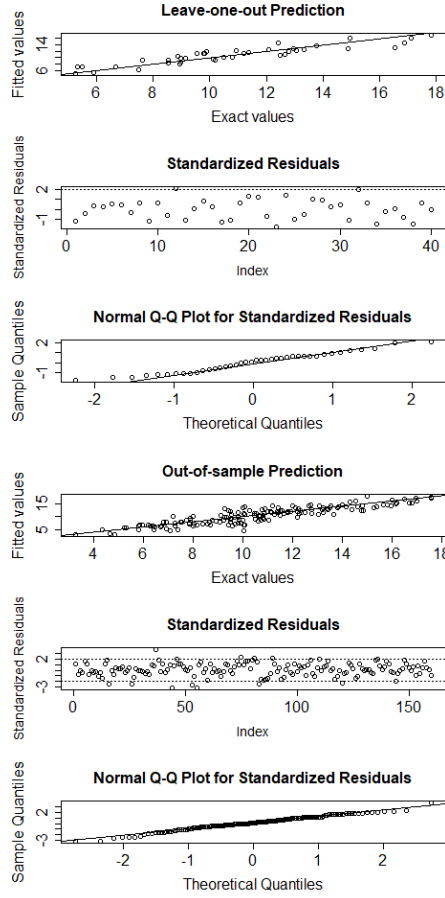 Leave-one-out Prediction
Fitted values
6 14
6 8 10 12 14 16 18
Exact values
Standardized Residuals
Standardized Residuals
-1 2
0 10 20 30 40
Index
Normal Q-Q Plot for Standardized Residuals
Sample Quantiles
-1 2
-2 -1 0 1 2
Theoretical Quantiles
Out-of-sample Prediction
Fitted values
5 15
4 6 8 10 12 14 16 18
Exact values
Standardized Residuals
Standardized Residuals
-3 2
0 50 100 150
Index
Normal Q-Q Plot for Standardized Residuals
Sample Quantiles
-3 2
-2 -1 0 1 2
Theoretical Quantiles